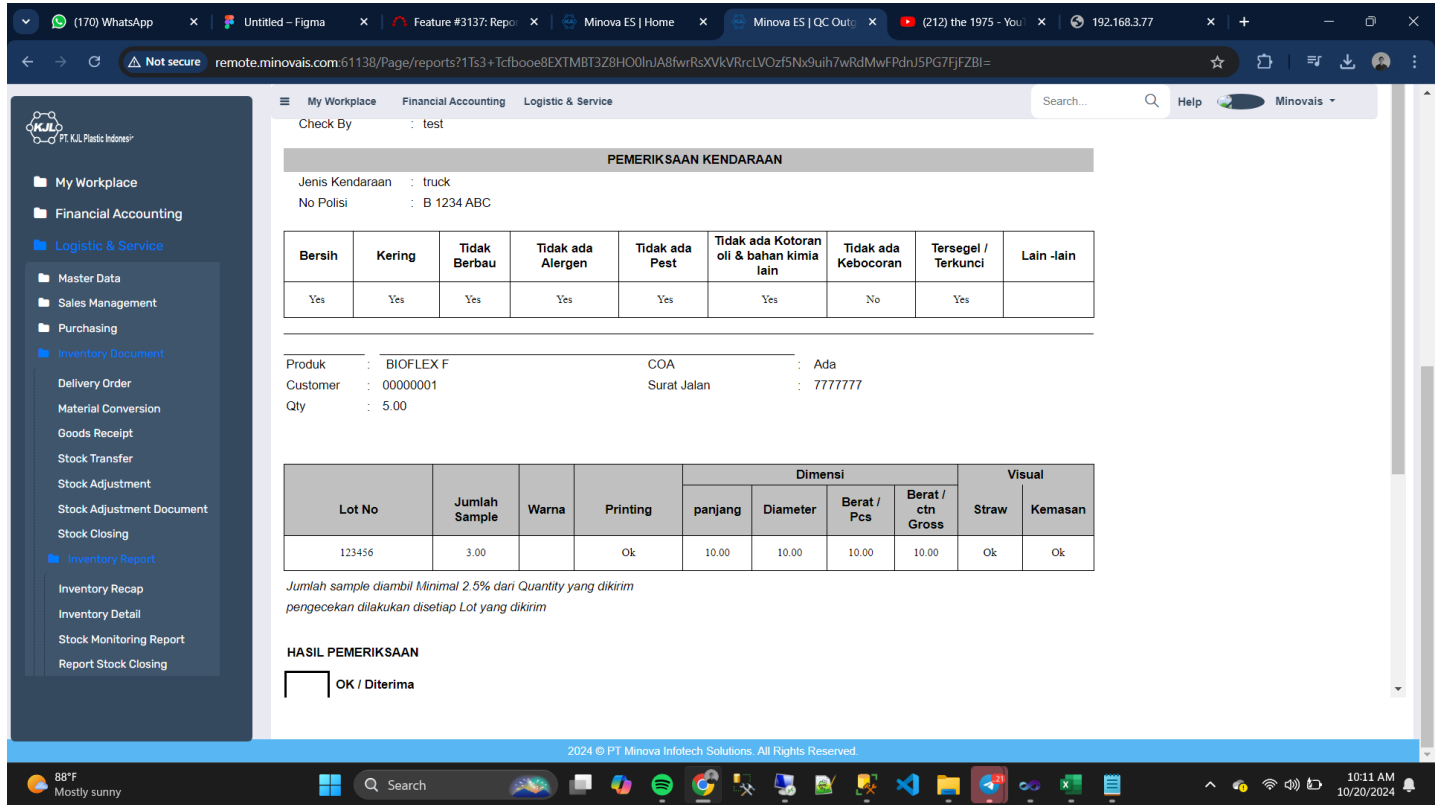 (170) WhatsApp
Untitled – Figma
Feature #3137: Repo
Minova ES | Home
Minova ES | QC Outg
(212) the 1975 - You
192.168.3.77
Not secure
remote.minovais.com:61138/Page/reports?1Ts3+Tcfbooe8EXTMBT3Z8HO0lnJA8fwrRsXVkVRrcLVOzf5Nx9uih7wRdMwFPdnJ5PG7FjFZBI=
KJL
PT. KJL Plastic Indonesi
My Workplace
Financial Accounting
Logistic & Service
Search...
Help
Minovais
My Workplace
Financial Accounting
Logistic & Service
Master Data
Sales Management
Purchasing
Inventory Document
Delivery Order
Material Conversion
Goods Receipt
Stock Transfer
Stock Adjustment
Stock Adjustment Document
Stock Closing
Inventory Report
Inventory Recap
Inventory Detail
Stock Monitoring Report
Report Stock Closing
Check By : test
PEMERIKSAAN KENDARAAN
Jenis Kendaraan : truck
No Polisi : B 1234 ABC
Bersih Kering Tidak Berbau Tidak ada Alergen Tidak ada Pest Tidak ada Kotoran oli & bahan kimia lain Tidak ada Kebocoran Tersegel / Terkunci Lain -lain
Yes Yes Yes Yes Yes Yes No Yes
Produk : BIOFLEX F COA : Ada
Customer : 00000001 Surat Jalan : 7777777
Qty : 5.00
Dimensi Visual
Lot No Jumlah Sample Warna Printing panjang Diameter Berat / Pcs Berat / ctn Gross Straw Kemasan
123456 3.00 Ok 10.00 10.00 10.00 10.00 Ok Ok
Jumlah sample diambil Minimal 2.5% dari Quantity yang dikirim
pengecekan dilakukan disetiap Lot yang dikirim
HASIL PEMERIKSAAN
OK / Diterima
2024 © PT Minova Infotech Solutions. All Rights Reserved.
88°F
Mostly sunny
Search
21
10:11 AM
10/20/2024